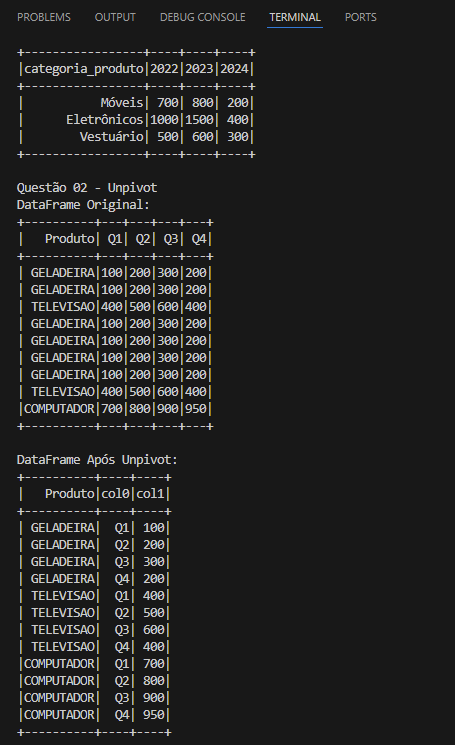 PROBLEMS OUTPUT DEBUG CONSOLE TERMINAL PORTS
+----------------+----+----+----+
|categoria_produto|2022|2023|2024|
+----------------+----+----+----+
|           Móveis| 700| 800| 200|
|      Eletrônicos|1000|1500| 400|
|        Vestuário| 500| 600| 300|
+----------------+----+----+----+
Questão 02 - Unpivot
DataFrame Original:
+----------+---+---+---+---+
|   Produto| Q1| Q2| Q3| Q4|
+----------+---+---+---+---+
| GELADEIRA|100|200|300|200|
| GELADEIRA|100|200|300|200|
| TELEVISAO|400|500|600|400|
| GELADEIRA|100|200|300|200|
| GELADEIRA|100|200|300|200|
| GELADEIRA|100|200|300|200|
| GELADEIRA|100|200|300|200|
| TELEVISAO|400|500|600|400|
|COMPUTADOR|700|800|900|950|
+----------+---+---+---+---+
DataFrame Após Unpivot:
+----------+----+----+
|   Produto|col0|col1|
+----------+----+----+
| GELADEIRA|  Q1| 100|
| GELADEIRA|  Q2| 200|
| GELADEIRA|  Q3| 300|
| GELADEIRA|  Q4| 200|
| TELEVISAO|  Q1| 400|
| TELEVISAO|  Q2| 500|
| TELEVISAO|  Q3| 600|
| TELEVISAO|  Q4| 400|
|COMPUTADOR|  Q1| 700|
|COMPUTADOR|  Q2| 800|
|COMPUTADOR|  Q3| 900|
|COMPUTADOR|  Q4| 950|
+----------+----+----+